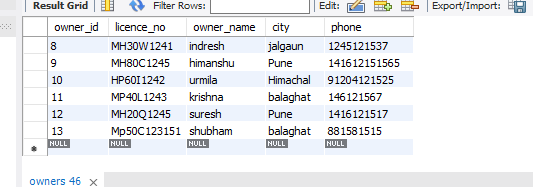 Result Grid Filter Rows: Edit: Export/Import:
owner_id licence_no owner_name city phone
8 MH30W1241 indresh jalgaun 1245121537
9 MH80C1245 himanshu Pune 141612151565
10 HP60I1242 urmila Himachal 91204121525
11 MP40L1243 krishna balaghat 146121567
12 MH20Q1245 suresh Pune 1416121517
13 Mp50C123151 shubham balaghat 881581515
NULL NULL NULL NULL NULL
owners 46